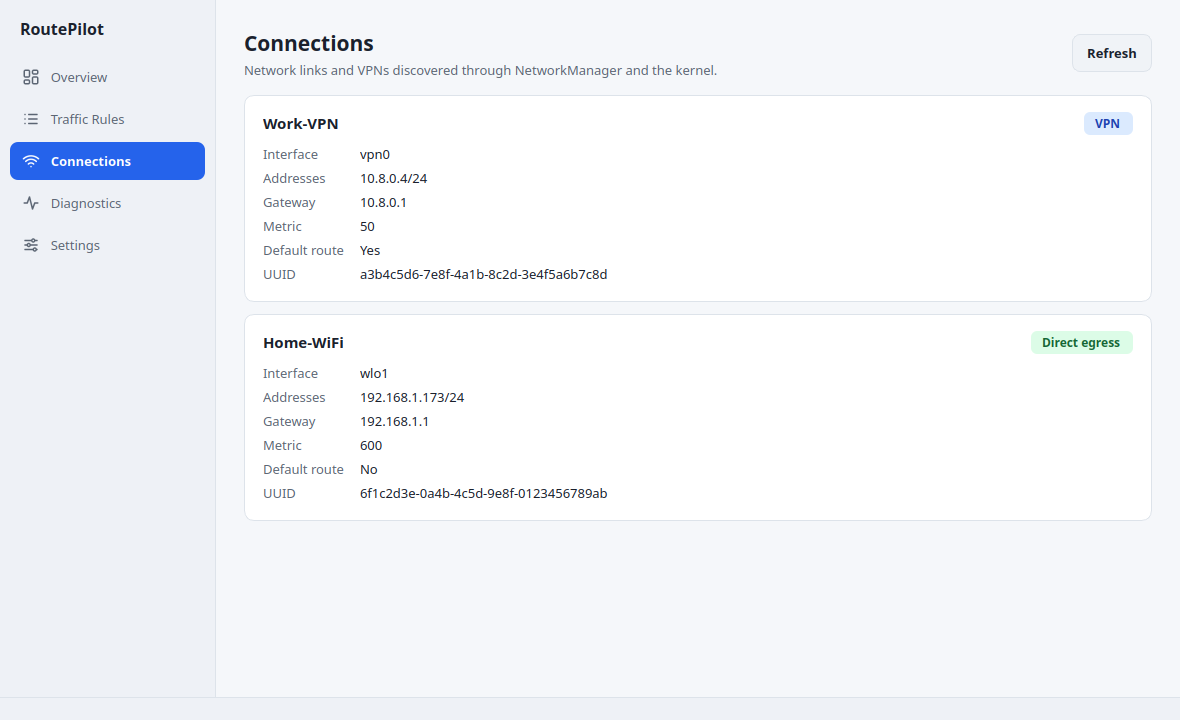 RoutePilot
Overview
Traffic Rules
Connections
Diagnostics
Settings
Connections
Network links and VPNs discovered through NetworkManager and the kernel.
Refresh
Work-VPN
VPN
Interface vpn0
Addresses 10.8.0.4/24
Gateway 10.8.0.1
Metric 50
Default route Yes
UUID a3b4c5d6-7e8f-4a1b-8c2d-3e4f5a6b7c8d
Home-WiFi
Direct egress
Interface wlo1
Addresses 192.168.1.173/24
Gateway 192.168.1.1
Metric 600
Default route No
UUID 6f1c2d3e-0a4b-4c5d-9e8f-0123456789ab